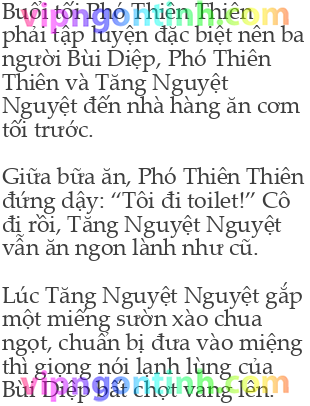 Buổi tối Phó Thiên Thiên
phải tập luyện đặc biệt nên ba
người Bùi Diệp, Phó Thiên
Thiên và Tăng Nguyệt
Nguyệt đến nhà hàng ăn cơm
tối trước.
Giữa bữa ăn, Phó Thiên Thiên
đứng dậy: “Tôi đi toilet!” Cô
đi rồi, Tăng Nguyệt Nguyệt
vẫn ăn ngon lành như cũ.
Lúc Tăng Nguyệt Nguyệt gắp
một miếng sườn xào chua
ngọt, chuẩn bị đưa vào miệng
thì giọng nói lạnh lùng của
Bùi Diệp bất chợt vang lên.
vipngontinh.com
vipngontinh.com